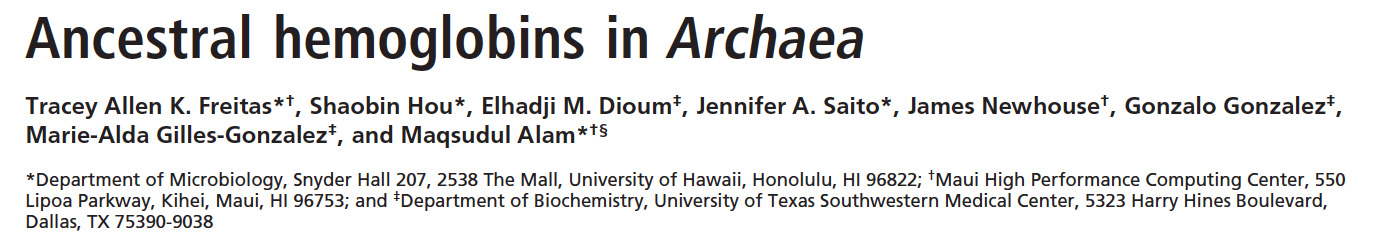 Ancestral hemoglobins in Archaea
Tracey Allen K. Freitas*†, Shaobin Hou*, Elhadji M. Dioum‡, Jennifer A. Saito*, James Newhouse†, Gonzalo Gonzalez‡,
Marie-Alda Gilles-Gonzalez‡, and Maqsudul Alam*†§
*Department of Microbiology, Snyder Hall 207, 2538 The Mall, University of Hawaii, Honolulu, HI 96822; †Maui High Performance Computing Center, 550
Lipoa Parkway, Kihei, Maui, HI 96753; and ‡Department of Biochemistry, University of Texas Southwestern Medical Center, 5323 Harry Hines Boulevard,
Dallas, TX 75390-9038